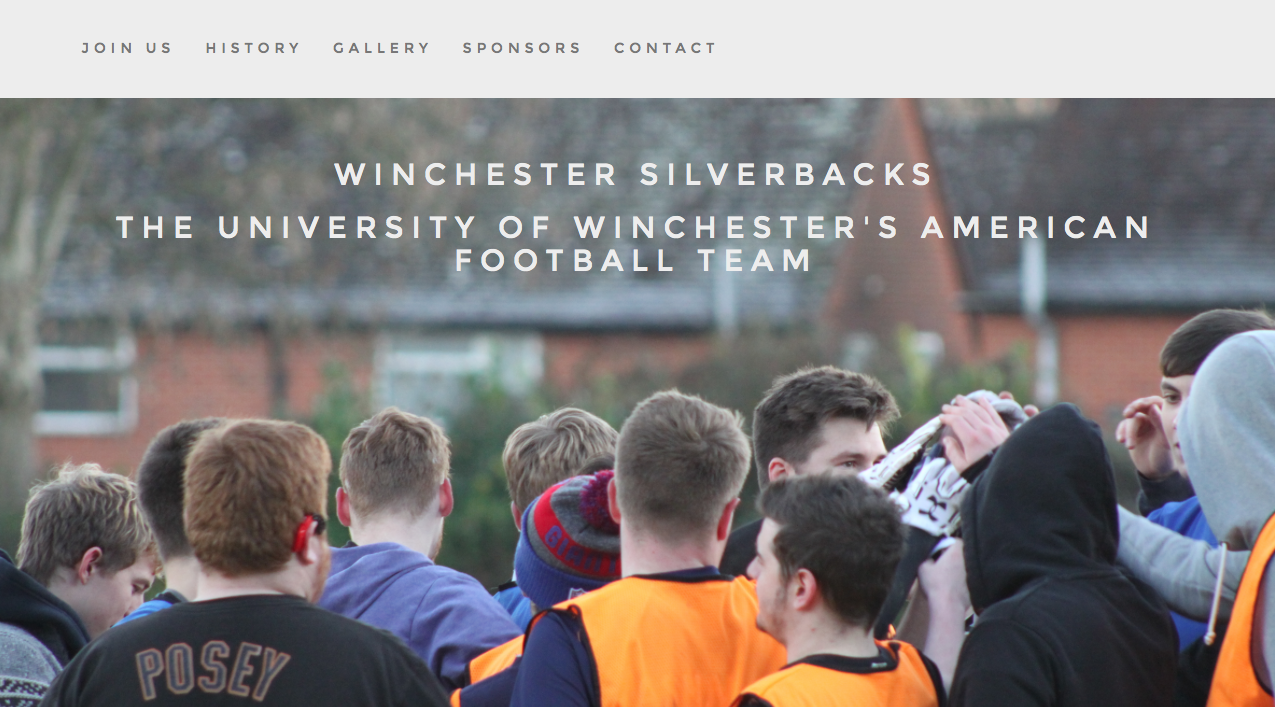 JOIN US HISTORY GALLERY SPONSORS CONTACT
WINCHESTER SILVERBACKS
THE UNIVERSITY OF WINCHESTER'S AMERICAN
FOOTBALL TEAM
POSEY